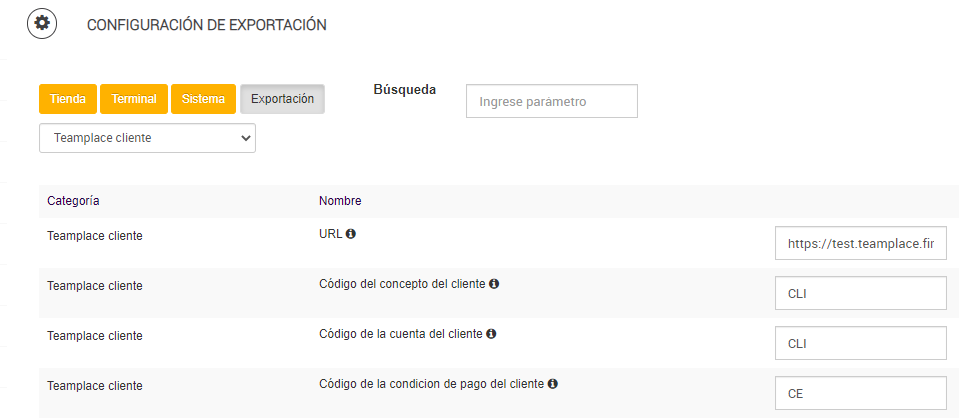 CONFIGURACIÓN DE EXPORTACIÓN
Tienda Terminal Sistema Exportación Búsqueda Ingrese parámetro
Teamplace cliente
Categoría Nombre
Teamplace cliente URL https://test.teamplace.fir
Teamplace cliente Código del concepto del cliente CLI
Teamplace cliente Código de la cuenta del cliente CLI
Teamplace cliente Código de la condicion de pago del cliente CE